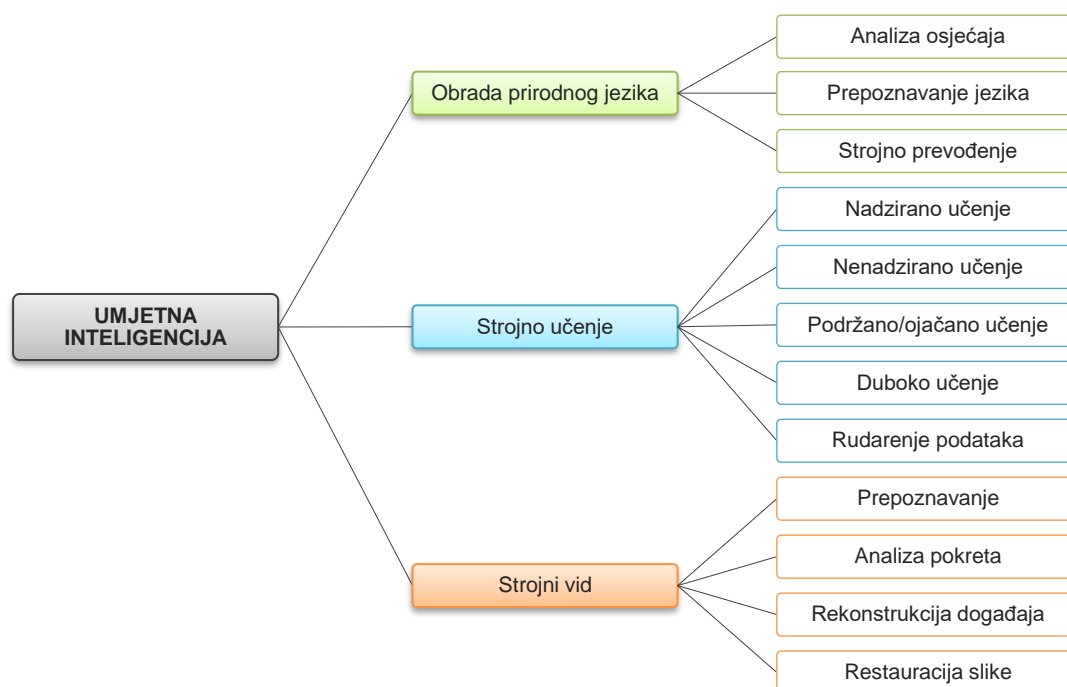 UMJETNA
INTELIGENCIJA
Obrada prirodnog jezika
Analiza osjećaja
Prepoznavanje jezika
Strojno prevođenje
Strojno učenje
Nadzirano učenje
Nenadzirano učenje
Podržano/ojačano učenje
Duboko učenje
Rudarenje podataka
Strojni vid
Prepoznavanje
Analiza pokreta
Rekonstrukcija događaja
Restauracija slike